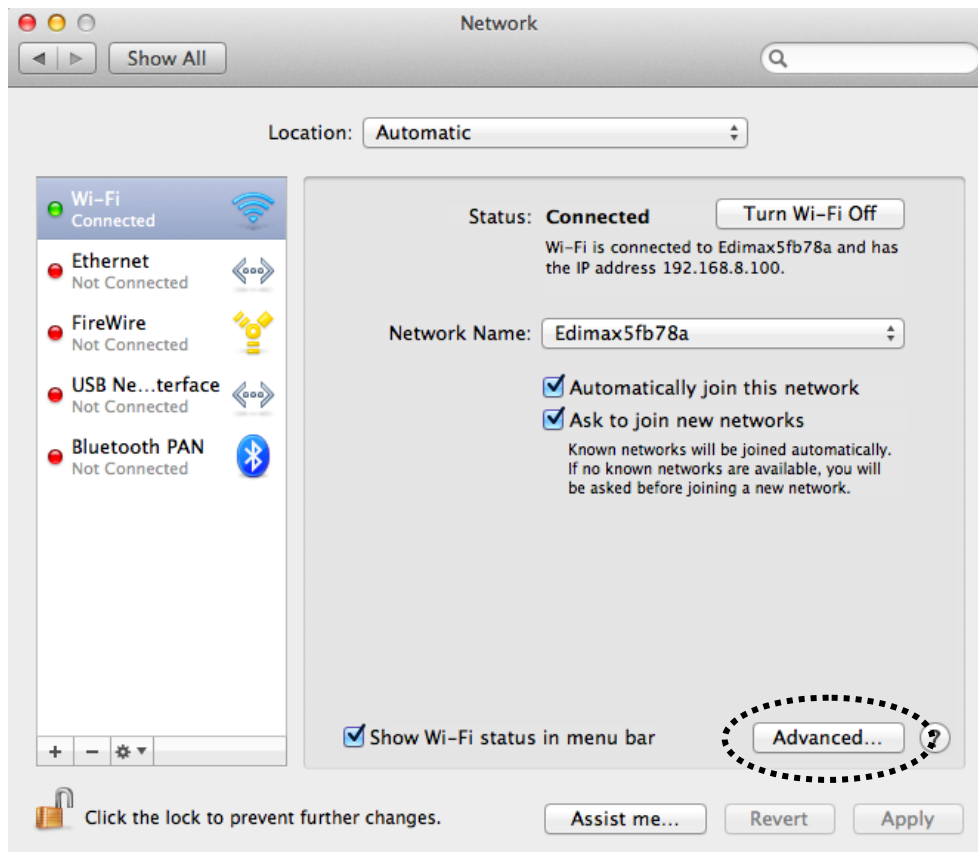 Network
Show All
Location: Automatic
Wi-Fi
Connected
Ethernet
Not Connected
FireWire
Not Connected
USB Ne...terface
Not Connected
Bluetooth PAN
Not Connected
Status: Connected
Turn Wi-Fi Off
Wi-Fi is connected to Edimax5fb78a and has
the IP address 192.168.8.100.
Network Name: Edimax5fb78a
Automatically join this network
Ask to join new networks
Known networks will be joined automatically.
If no known networks are available, you will
be asked before joining a new network.
Show Wi-Fi status in menu bar
Advanced...
?
Click the lock to prevent further changes.
Assist me...
Revert
Apply